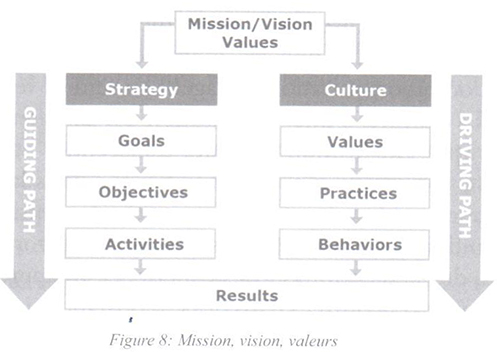 Mission/Vision
Values
Strategy
Culture
GUIDING PATH
DRIVING PATH
Goals
Values
Objectives
Practices
Activities
Behaviors
Results
Figure 8: Mission, vision, valeurs